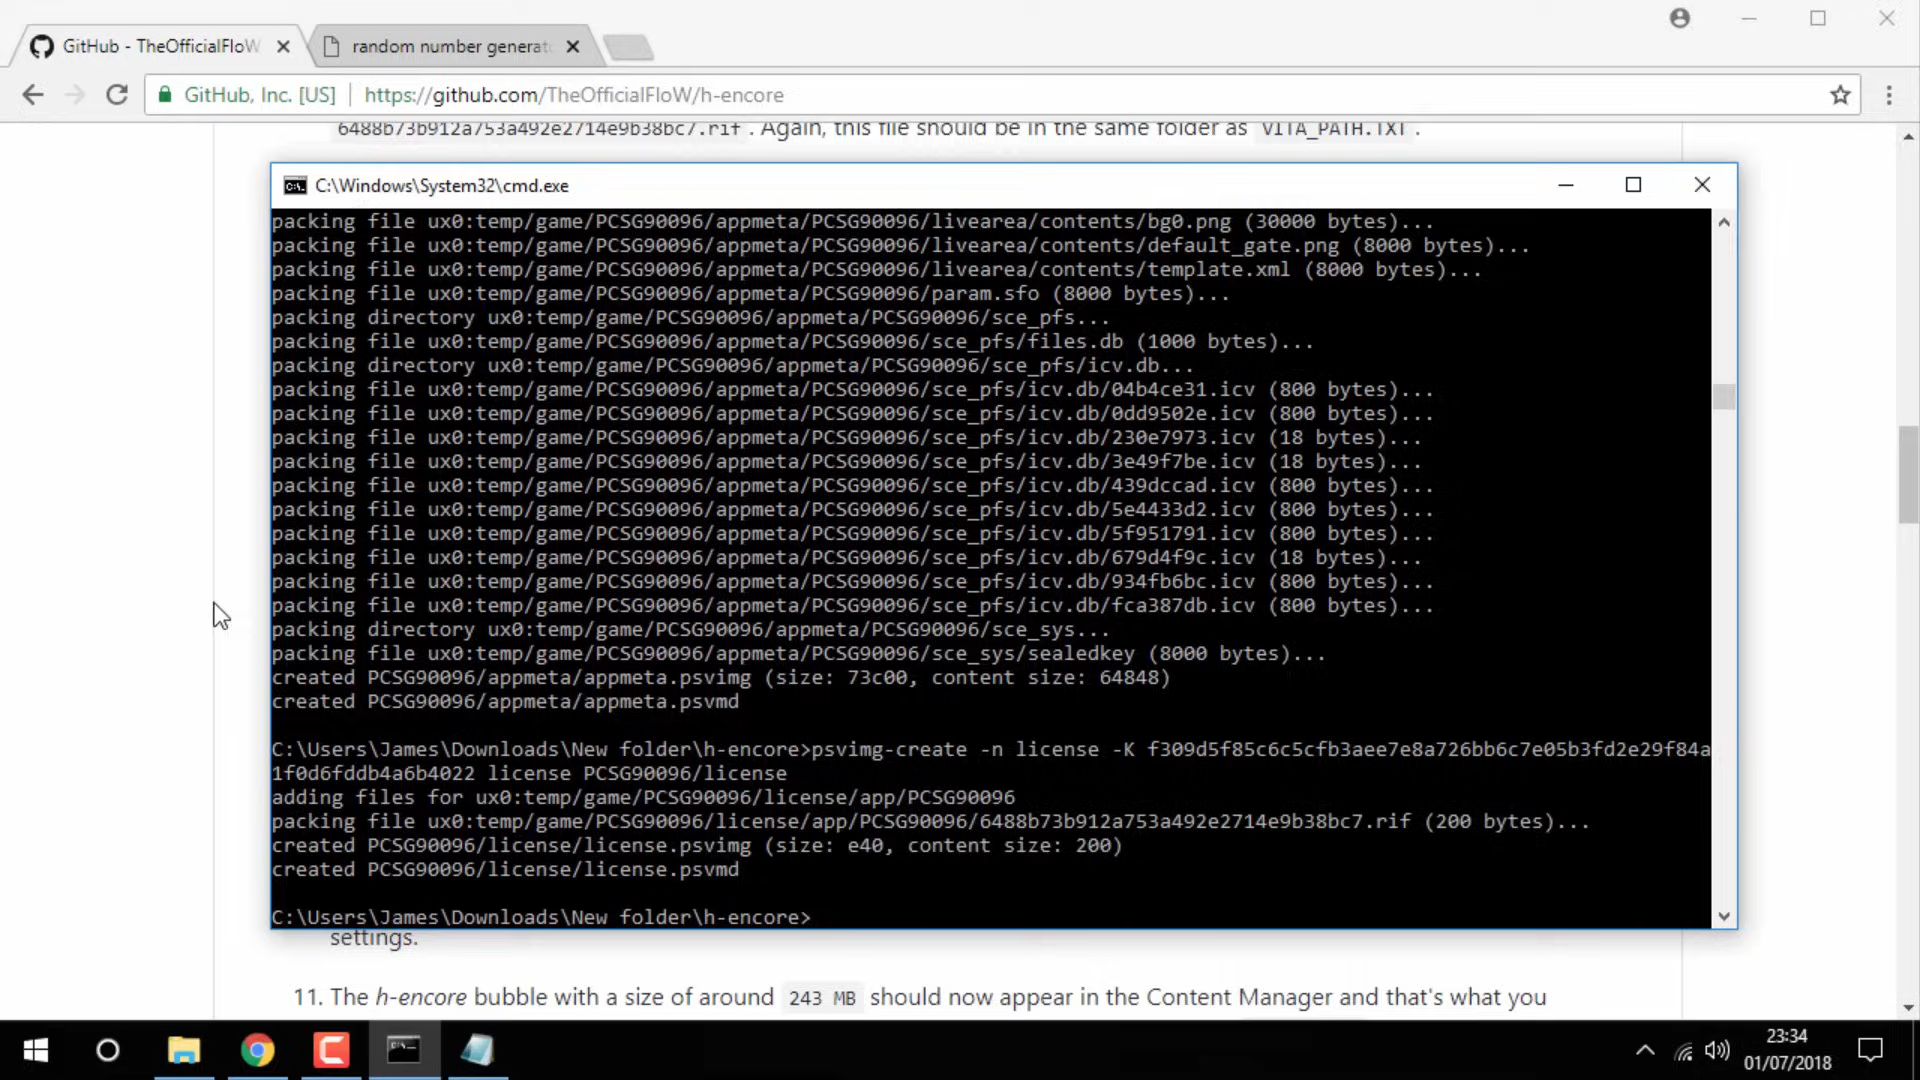 GitHub - TheOfficialFloW
random number generat
GitHub, Inc. [US] | https://github.com/TheOfficialFloW/h-encore
6488b73b912a753a492e2714e9b38bc7.rif . Again, this file should be in the same folder as VITA_PATH.TXT .
C:\Windows\System32\cmd.exe
packing file ux0:temp/game/PCSG90096/appmeta/PCSG90096/livearea/contents/bg0.png (30000 bytes)...
packing file ux0:temp/game/PCSG90096/appmeta/PCSG90096/livearea/contents/default_gate.png (8000 bytes)...
packing file ux0:temp/game/PCSG90096/appmeta/PCSG90096/livearea/contents/template.xml (8000 bytes)...
packing file ux0:temp/game/PCSG90096/appmeta/PCSG90096/param.sfo (8000 bytes)...
packing directory ux0:temp/game/PCSG90096/appmeta/PCSG90096/sce_pfs...
packing file ux0:temp/game/PCSG90096/appmeta/PCSG90096/sce_pfs/files.db (1000 bytes)...
packing directory ux0:temp/game/PCSG90096/appmeta/PCSG90096/sce_pfs/icv.db...
packing file ux0:temp/game/PCSG90096/appmeta/PCSG90096/sce_pfs/icv.db/04b4ce31.icv (800 bytes)...
packing file ux0:temp/game/PCSG90096/appmeta/PCSG90096/sce_pfs/icv.db/0dd9502e.icv (800 bytes)...
packing file ux0:temp/game/PCSG90096/appmeta/PCSG90096/sce_pfs/icv.db/230e7973.icv (18 bytes)...
packing file ux0:temp/game/PCSG90096/appmeta/PCSG90096/sce_pfs/icv.db/3e49f7be.icv (18 bytes)...
packing file ux0:temp/game/PCSG90096/appmeta/PCSG90096/sce_pfs/icv.db/439dccad.icv (800 bytes)...
packing file ux0:temp/game/PCSG90096/appmeta/PCSG90096/sce_pfs/icv.db/5e4433d2.icv (800 bytes)...
packing file ux0:temp/game/PCSG90096/appmeta/PCSG90096/sce_pfs/icv.db/5f951791.icv (800 bytes)...
packing file ux0:temp/game/PCSG90096/appmeta/PCSG90096/sce_pfs/icv.db/679d4f9c.icv (18 bytes)...
packing file ux0:temp/game/PCSG90096/appmeta/PCSG90096/sce_pfs/icv.db/934fb6bc.icv (800 bytes)...
packing file ux0:temp/game/PCSG90096/appmeta/PCSG90096/sce_pfs/icv.db/fca387db.icv (800 bytes)...
packing directory ux0:temp/game/PCSG90096/appmeta/PCSG90096/sce_sys...
packing file ux0:temp/game/PCSG90096/appmeta/PCSG90096/sce_sys/sealedkey (8000 bytes)...
created PCSG90096/appmeta/appmeta.psvimg (size: 73c00, content size: 64848)
created PCSG90096/appmeta/appmeta.psvmd
C:\Users\James\Downloads\New folder\h-encore>psvimg-create -n license -K f309d5f85c6c5cfb3aee7e8a726bb6c7e05b3fd2e29f84a
1f0d6fddb4a6b4022 license PCSG90096/license
adding files for ux0:temp/game/PCSG90096/license/app/PCSG90096
packing file ux0:temp/game/PCSG90096/license/app/PCSG90096/6488b73b912a753a492e2714e9b38bc7.rif (200 bytes)...
created PCSG90096/license/license.psvimg (size: e40, content size: 200)
created PCSG90096/license/license.psvmd
C:\Users\James\Downloads\New folder\h-encore>
settings.
11. The h-encore bubble with a size of around 243 MB should now appear in the Content Manager and that's what you
23:34
01/07/2018